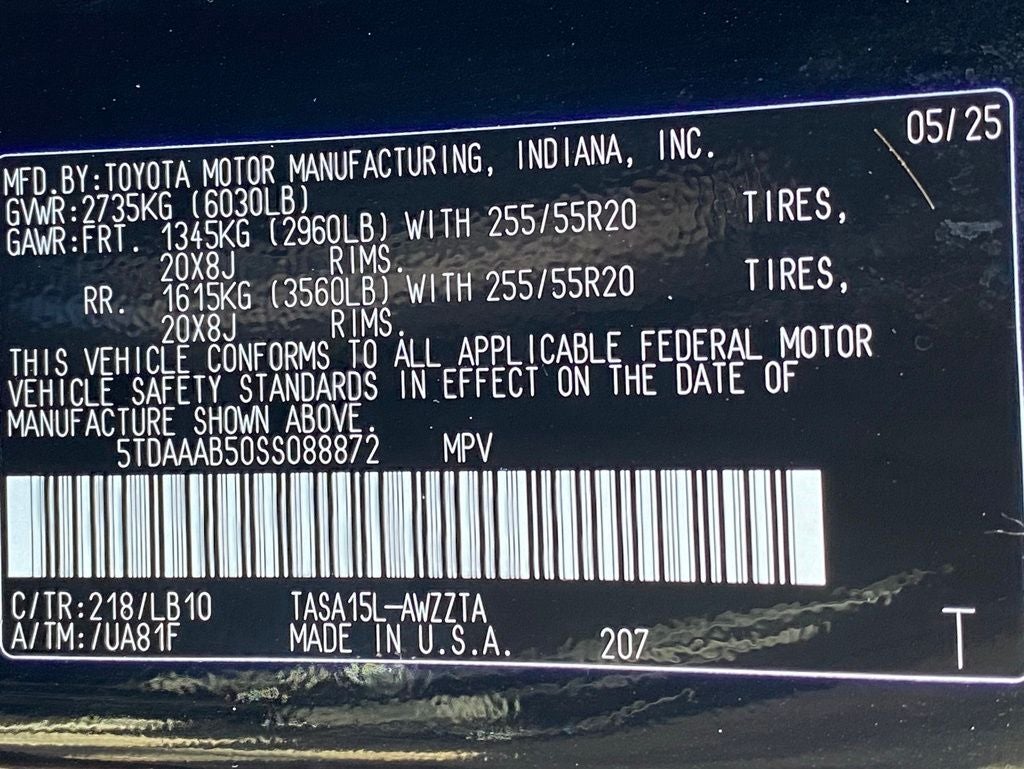 05/25
MFD.BY:TOYOTA MOTOR MANUFACTURING, INDIANA, INC.
GVWR:2735KG (6030LB)
GAWR:FRT. 1345KG (2960LB) WITH 255/55R20 TIRES,
20X8J RIMS.
RR. 1615KG (3560LB) WITH 255/55R20 TIRES,
20X8J RIMS.
THIS VEHICLE CONFORMS TO ALL APPLICABLE FEDERAL MOTOR
VEHICLE SAFETY STANDARDS IN EFFECT ON THE DATE OF
MANUFACTURE SHOWN ABOVE.
5TDAAAB50SS088872 MPV
C/TR:218/LB10 TASA15L-AWZZTA
A/TM:/UA81F MADE IN U.S.A. 207 T